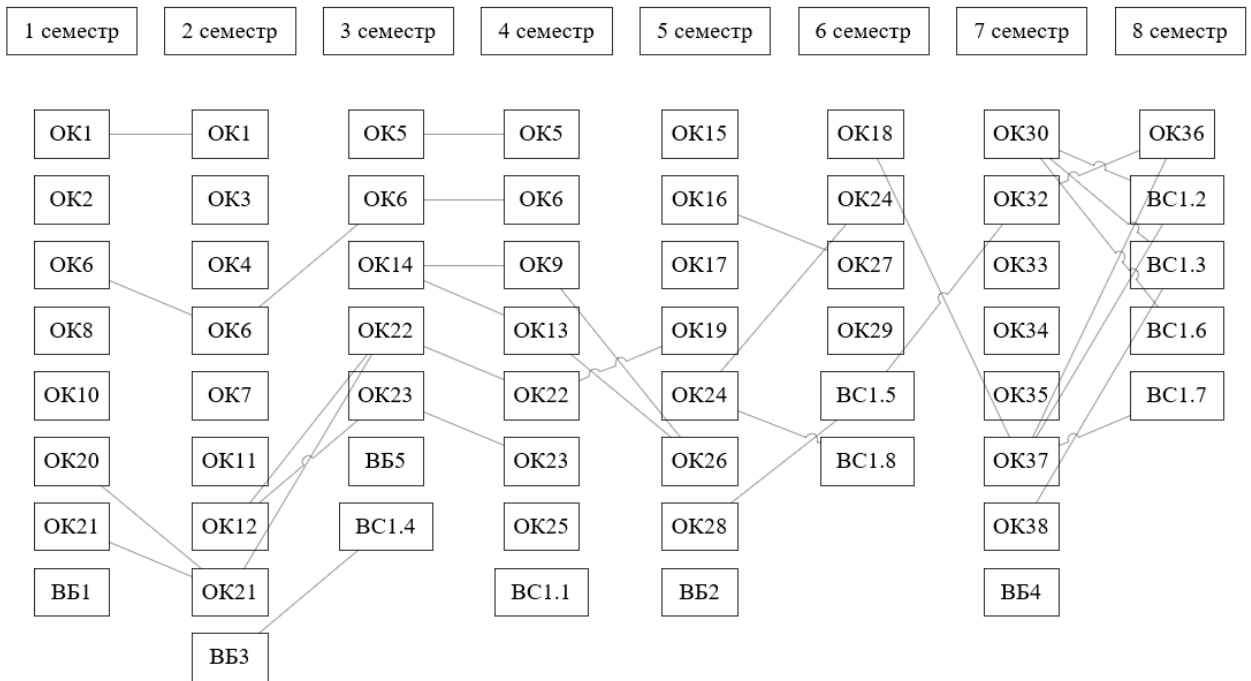 1 семестр 2 семестр 3 семестр 4 семестр 5 семестр 6 семестр 7 семестр 8 семестр
ОК1 ОК1 ОК5 ОК5 ОК15 ОК18 ОК30 ОК36
ОК2 ОК3 ОК6 ОК6 ОК16 ОК24 ОК32 ВС1.2
ОК6 ОК4 ОК14 ОК9 ОК17 ОК27 ОК33 ВС1.3
ОК8 ОК6 ОК22 ОК13 ОК19 ОК29 ОК34 ВС1.6
ОК10 ОК7 ОК23 ОК22 ОК24 ВС1.5 ОК35 ВС1.7
ОК20 ОК11 ВБ5 ОК23 ОК26 ВС1.8 ОК37
ОК21 ОК12 ВС1.4 ОК25 ОК28 ОК38
ВБ1 ОК21 ВС1.1 ВБ2 ВБ4
ВБ3